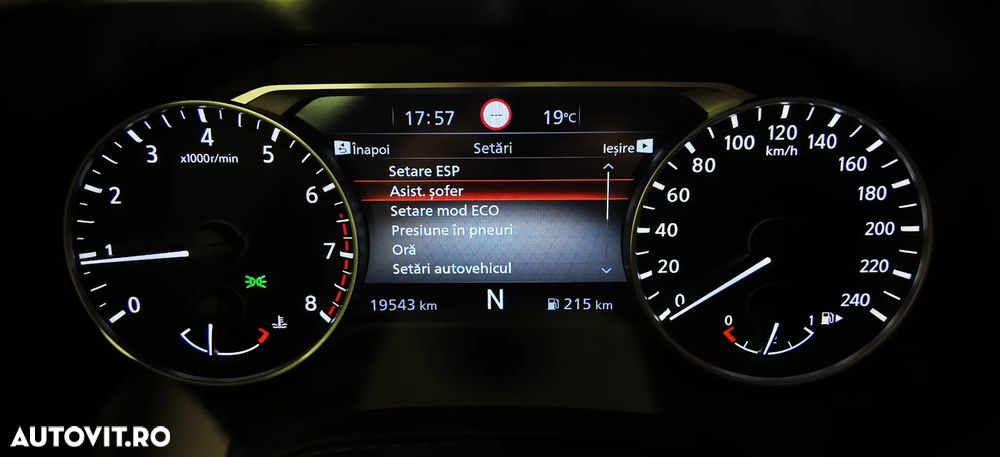 17:57
---
19°C
Înapoi
Setări
Ieșire
Setare ESP
Asist. șofer
Setare mod ECO
Presiune în pneuri
Oră
Setări autovehicul
19543 km
N
215 km
0
1
2
3
4
5
6
7
8
x1000r/min
0
20
40
60
80
100
120
140
160
180
200
220
240
km/h
0
1
AUTOVIT.RO